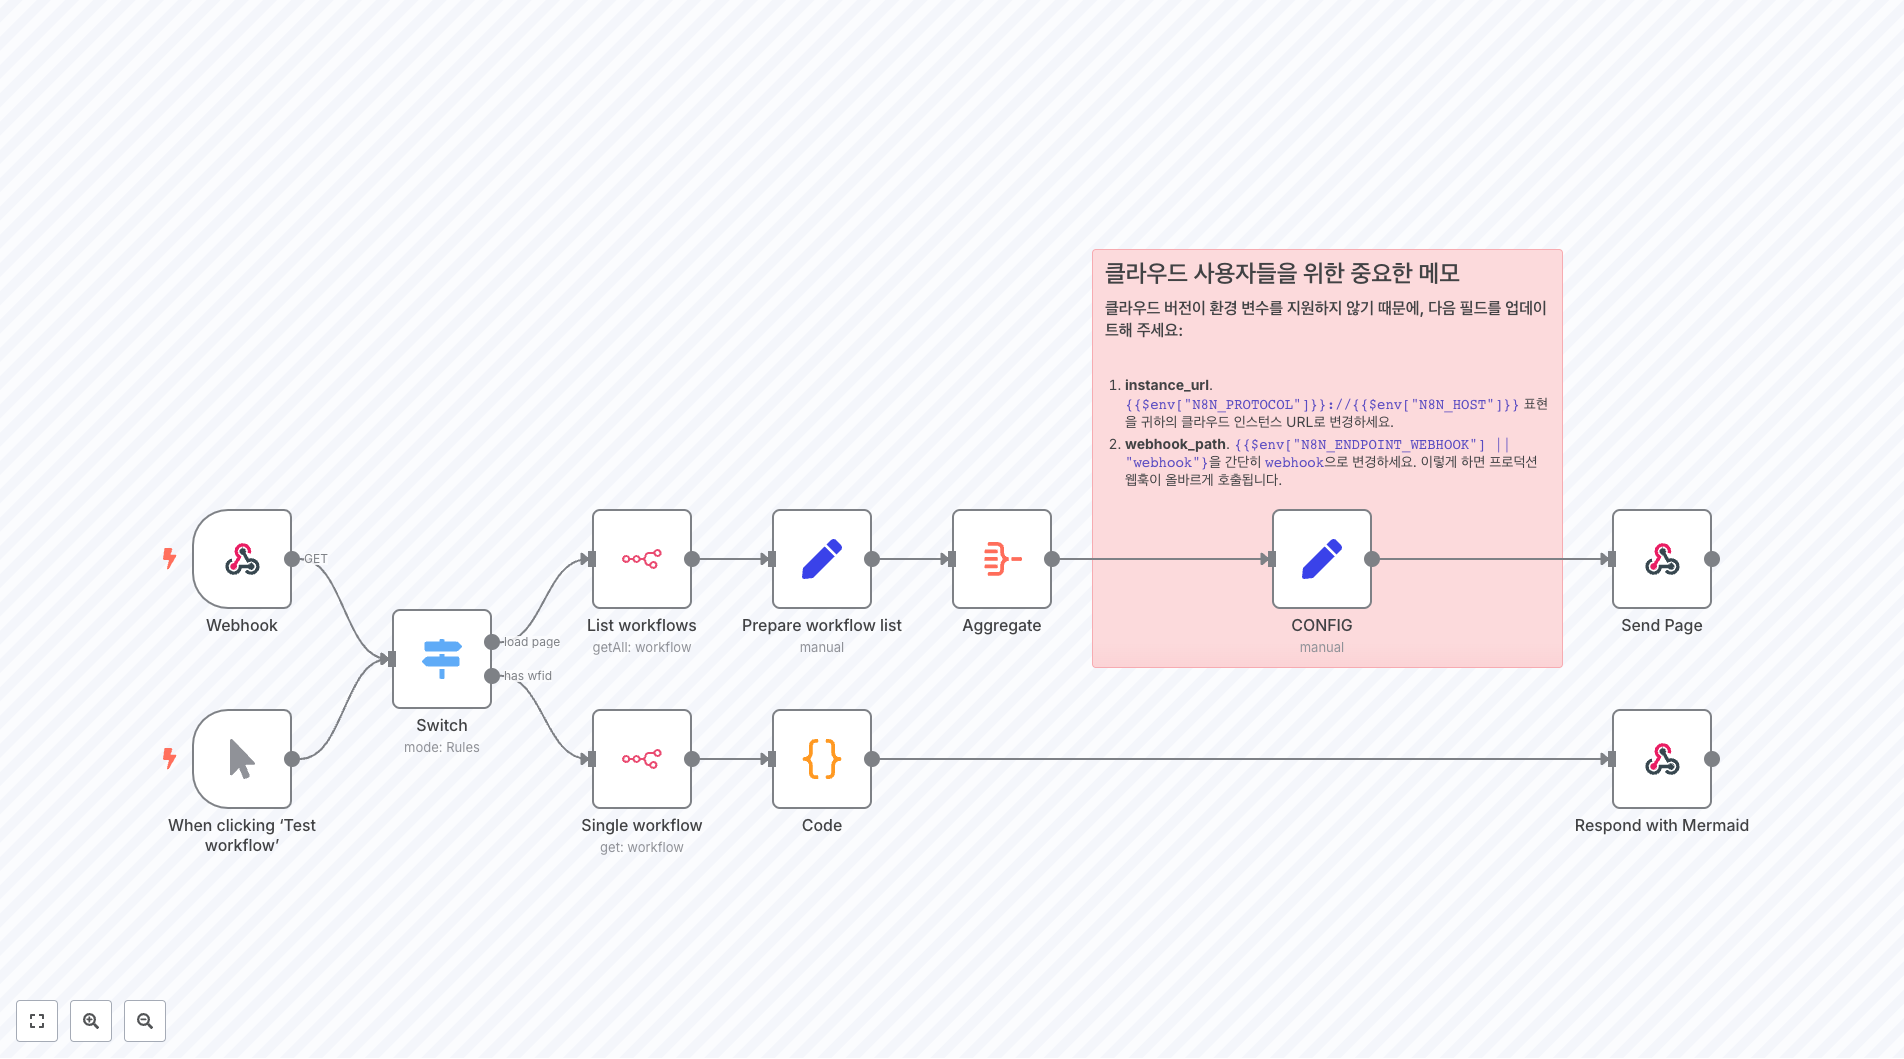 클라우드 사용자들을 위한 중요한 메모
클라우드 버전이 환경 변수를 지원하지 않기 때문에, 다음 필드를 업데이
트해 주세요:
1. instance_url.
{{$env["N8N_PROTOCOL"]}}://{{$env["N8N_HOST"]}} 표현
을 귀하의 클라우드 인스턴스 URL로 변경하세요.
2. webhook_path. {{$env["N8N_ENDPOINT_WEBHOOK"] ||
"webhook"}을 간단히 webhook으로 변경하세요. 이렇게 하면 프로덕션
웹훅이 올바르게 호출됩니다.
GET
Webhook
load page
has wfid
Switch
mode: Rules
List workflows
getAll: workflow
Prepare workflow list
manual
Aggregate
CONFIG
manual
Send Page
When clicking ‘Test
workflow’
Single workflow
get: workflow
Code
Respond with Mermaid